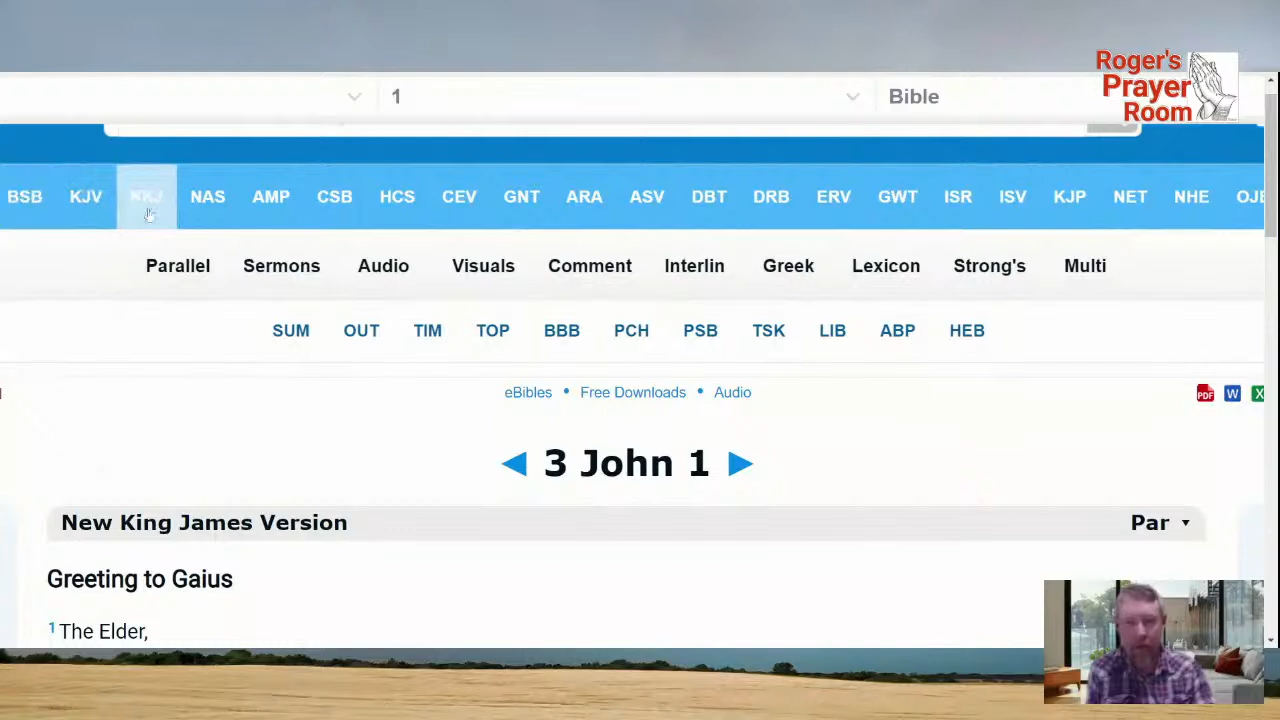 Roger's
Prayer
Room
1 Bible
BSB KJV NKJ NAS AMP CSB HCS CEV GNT ARA ASV DBT DRB ERV GWT ISR ISV KJP NET NHE
Parallel Sermons Audio Visuals Comment Interlin Greek Lexicon Strong's Multi
SUM OUT TIM TOP BBB PCH PSB TSK LIB ABP HEB
eBibles • Free Downloads • Audio
PDF W X
◀ 3 John 1 ▶
New King James Version Par ▼
Greeting to Gaius
1 The Elder,